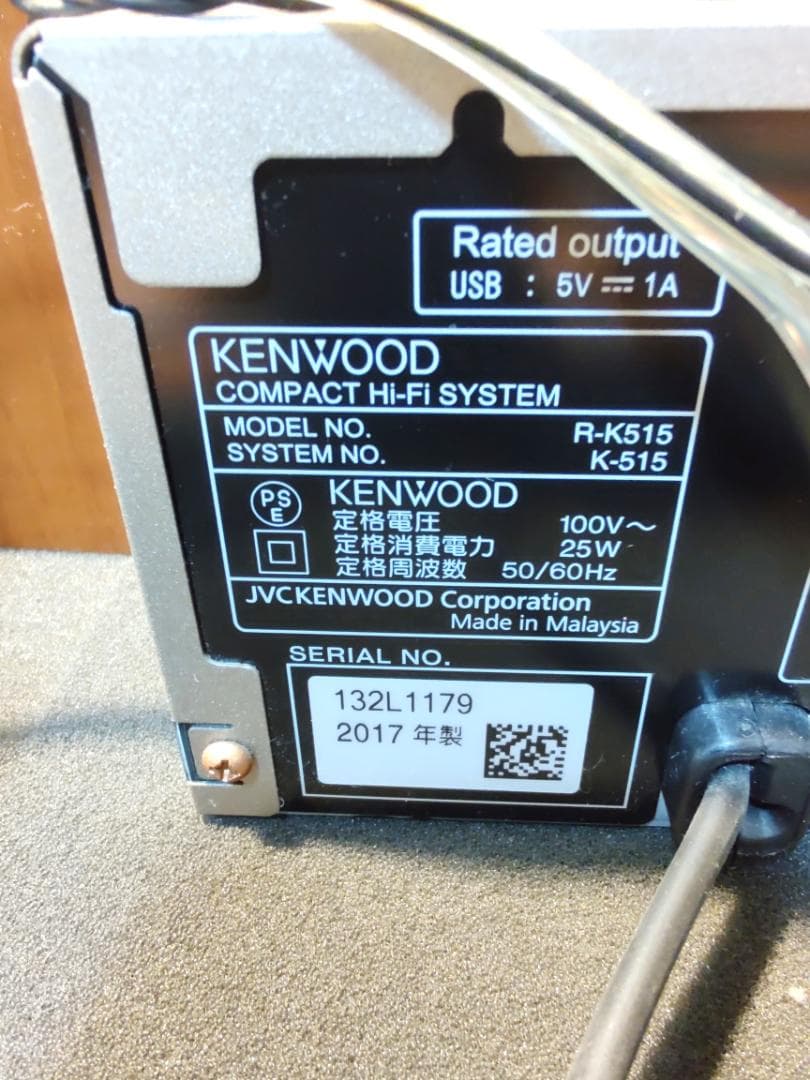 Rated output
USB : 5V ⎓ 1A
KENWOOD
COMPACT Hi-Fi SYSTEM
MODEL NO. R-K515
SYSTEM NO. K-515
PS
E
KENWOOD
定格電圧 100V～
定格消費電力 25W
定格周波数 50/60Hz
JVCKENWOOD Corporation
Made in Malaysia
SERIAL NO.
132L1179
2017 年製